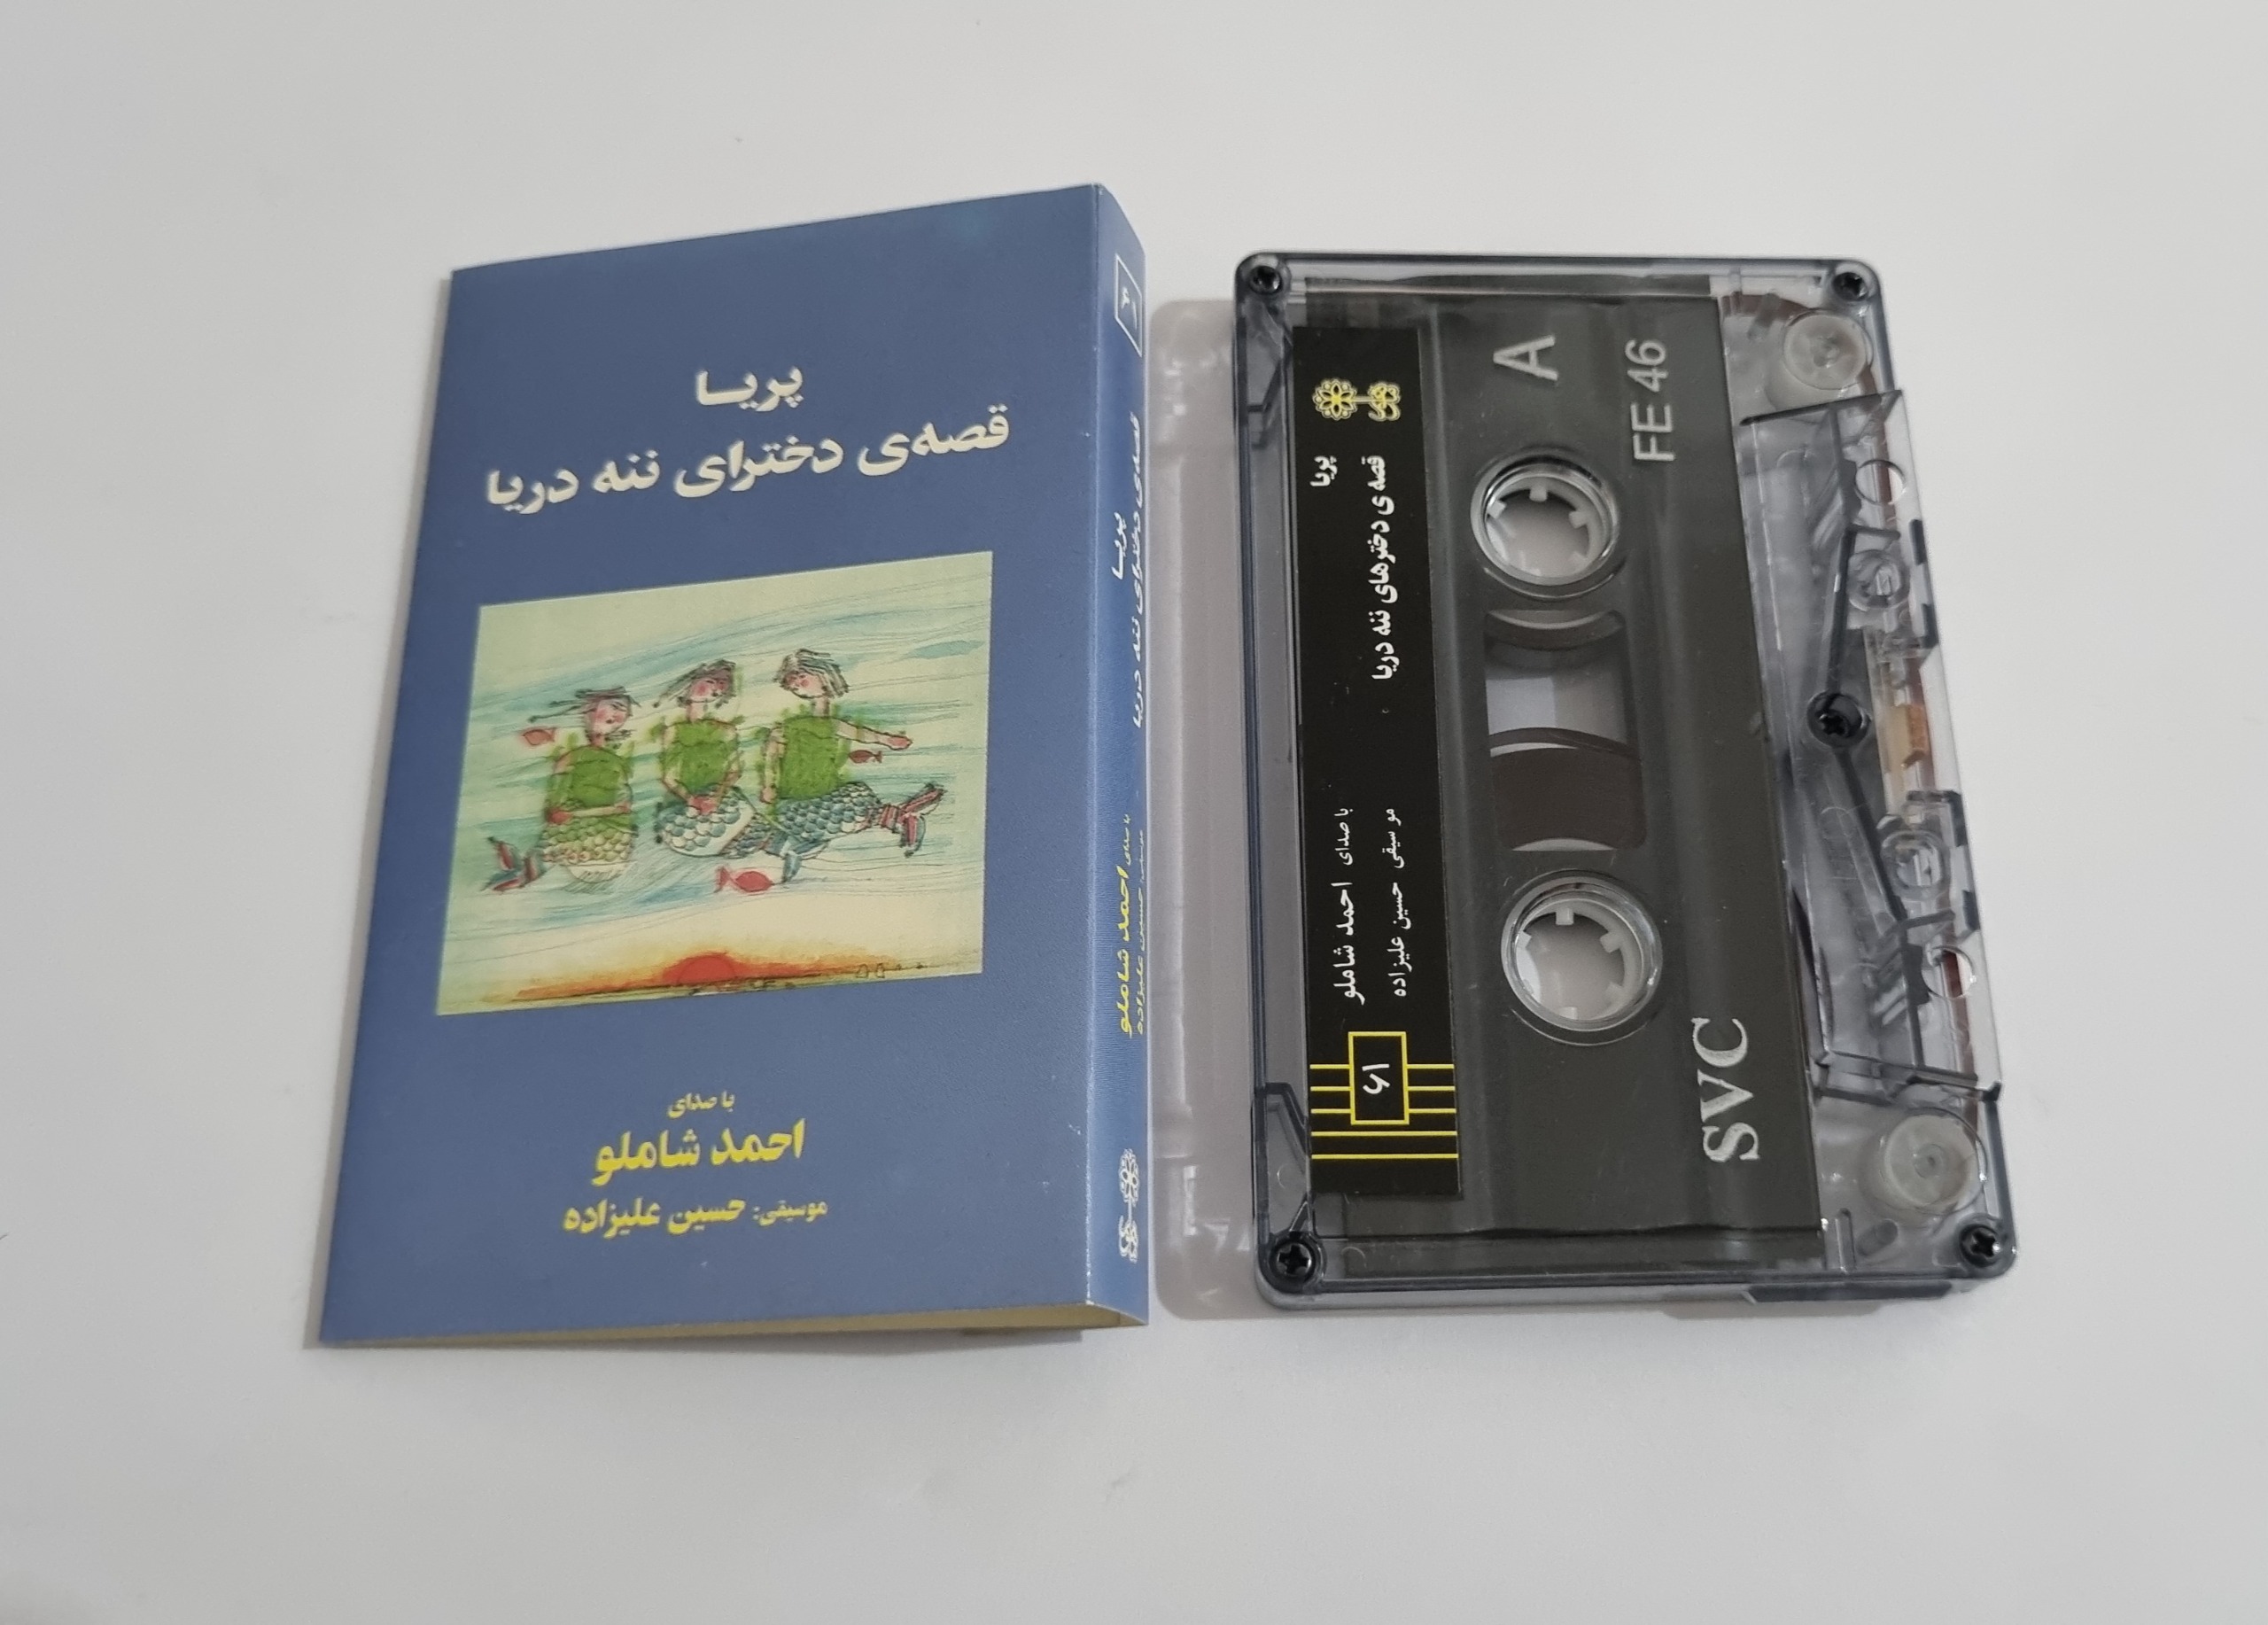 پریا
قصه‌ی دخترای ننه دریا
با صدای
احمد شاملو
موسیقی: حسین علیزاده
پریا
قصه‌ی دخترای ننه دریا
با صدای احمد شاملو
موسیقی: حسین علیزاده
پریا
قصه ی دخترهای ننه دریا
با صدای احمد شاملو
موسیقی حسین علیزاده
۶۱
A
FE 46
SVC